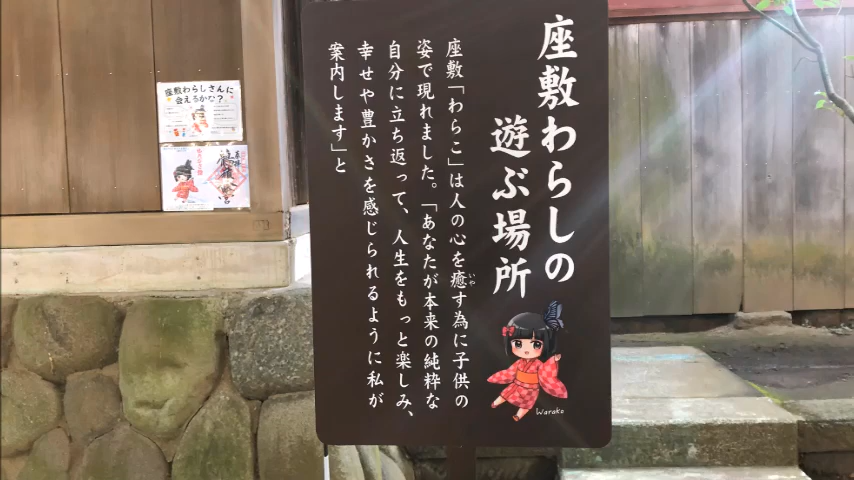 座敷わらしの
遊ぶ場所
座敷「わらこ」は人の心を癒す為に子供の
いや
姿で現れました。「あなたが本来の純粋な
自分に立ち返って、人生をもっと楽しみ、
幸せや豊かさを感じられるように私が
案内します」と
Warako
座敷わらしさんに
会えるかな?